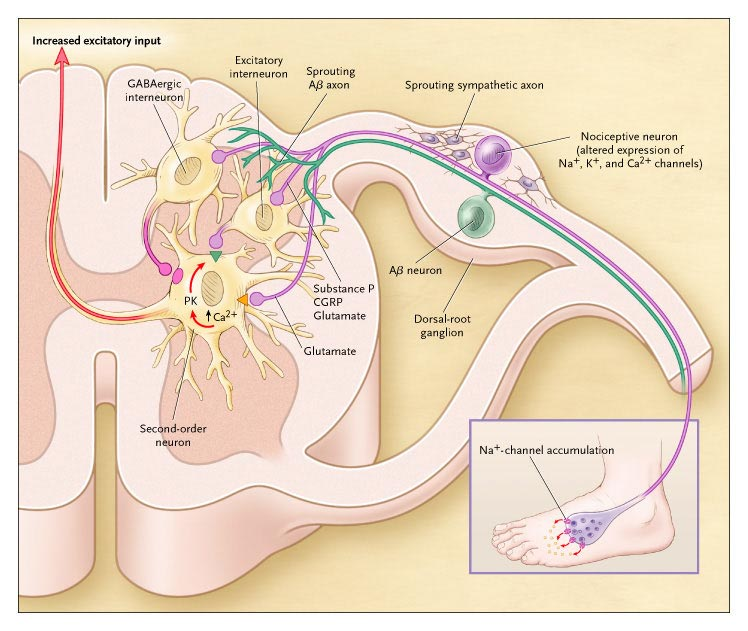 Increased excitatory input
GABAergic
interneuron
Excitatory
interneuron
Sprouting
Aβ axon
Sprouting sympathetic axon
Nociceptive neuron
(altered expression of
Na⁺, K⁺, and Ca²⁺ channels)
Aβ neuron
Dorsal-root
ganglion
Substance P
CGRP
Glutamate
Glutamate
PK
Ca²⁺
Second-order
neuron
Na⁺-channel accumulation